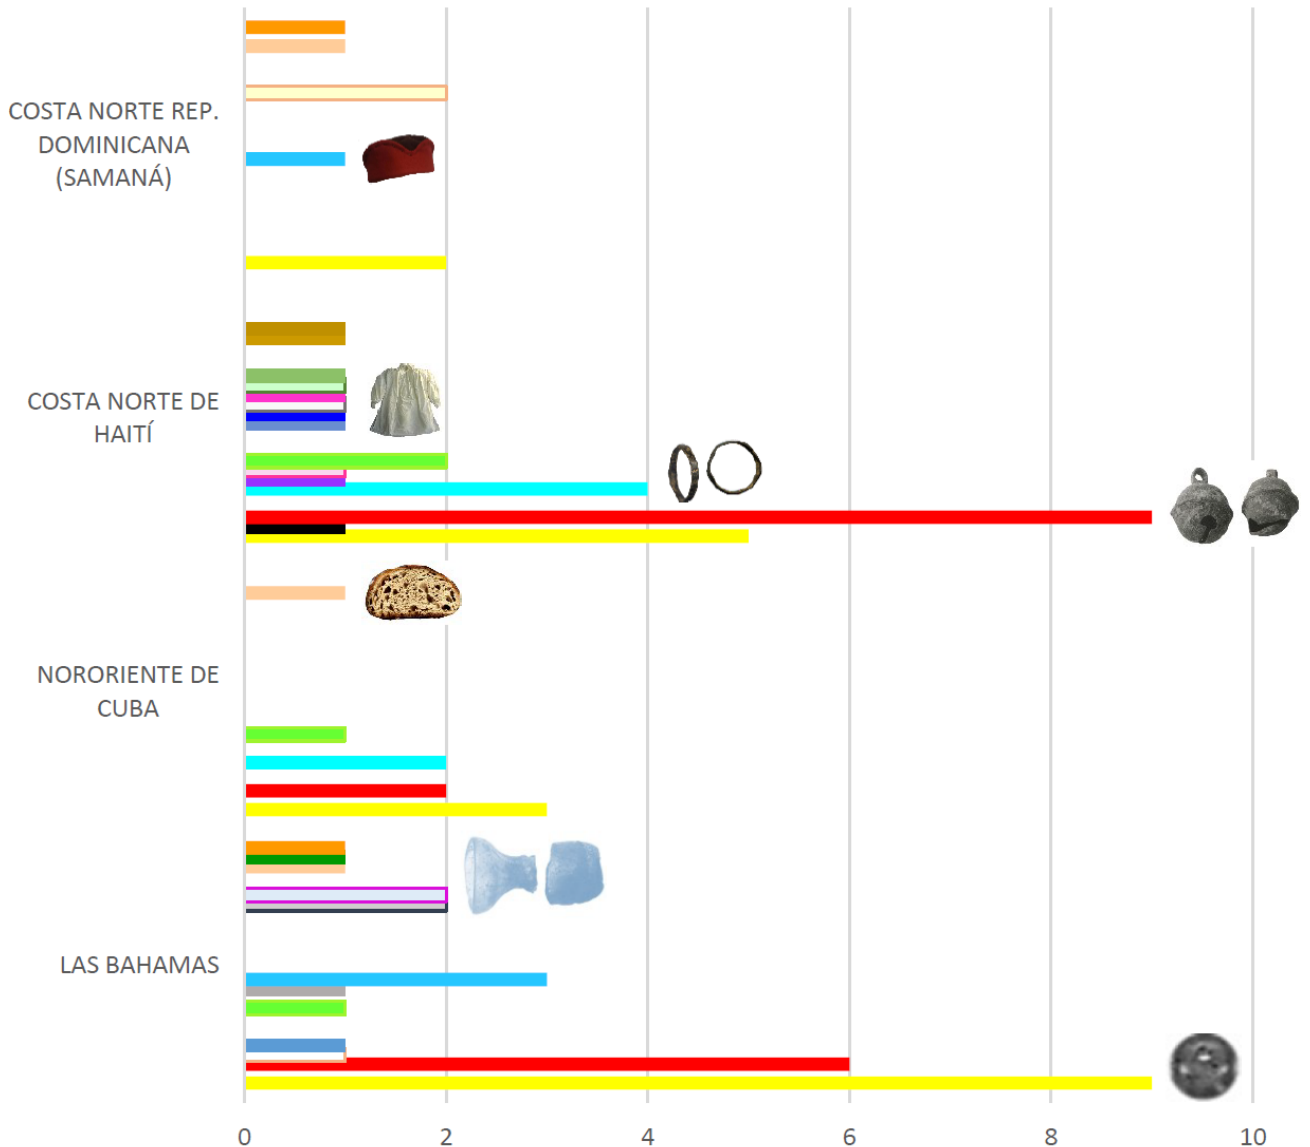 COSTA NORTE REP.
DOMINICANA
(SAMANÁ)
COSTA NORTE DE
HAITÍ
NORORIENTE DE
CUBA
LAS BAHAMAS
0 2 4 6 8 10